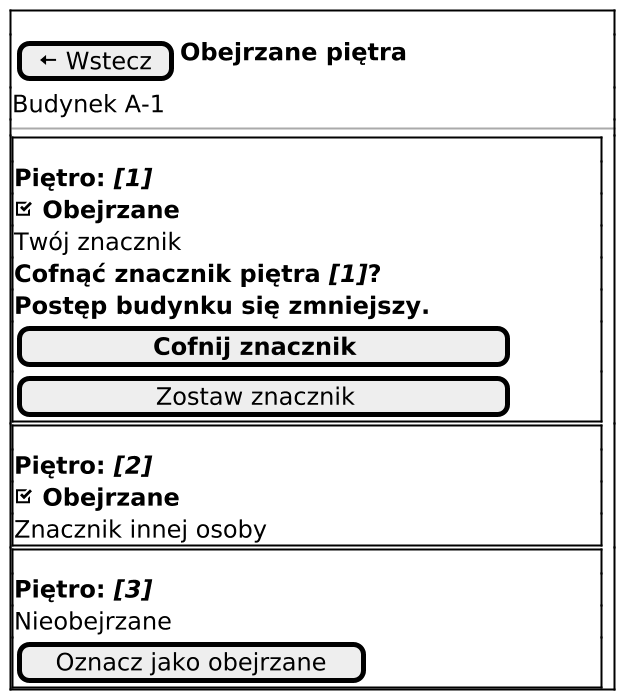 ← Wstecz Obejrzane piętra
Budynek A-1
Piętro: [1]
☑ Obejrzane
Twój znacznik
Cofnąć znacznik piętra [1]?
Postęp budynku się zmniejszy.
Cofnij znacznik
Zostaw znacznik
Piętro: [2]
☑ Obejrzane
Znacznik innej osoby
Piętro: [3]
Nieobejrzane
Oznacz jako obejrzane